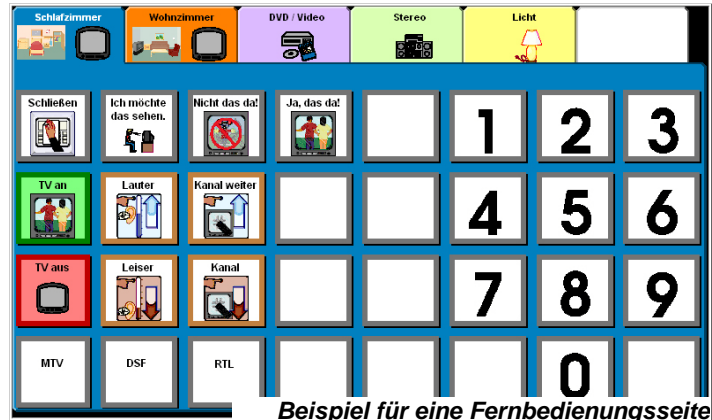 Schlafzimmer
Wohnzimmer
DVD / Video
Stereo
Licht
Schließen
Ich möchte
das sehen.
Nicht das da!
Ja, das da!
1
2
3
TV an
Lauter
Kanal weiter
4
5
6
TV aus
Leiser
Kanal
7
8
9
MTV
DSF
RTL
0
Beispiel für eine Fernbedienungsseite